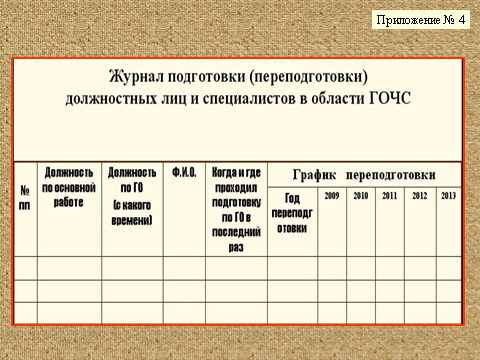 Приложение № 4
Журнал подготовки (переподготовки)
должностных лиц и специалистов в области ГОЧС
№
пп
Должность
по основной
работе
Должность
по ГО
(с какого
времени)
Ф.И.О.
Когда и где
проходил
подготовку
по ГО в
последний
раз
График переподготовки
Год
переподг
отовки
2009
2010
2011
2012
2013